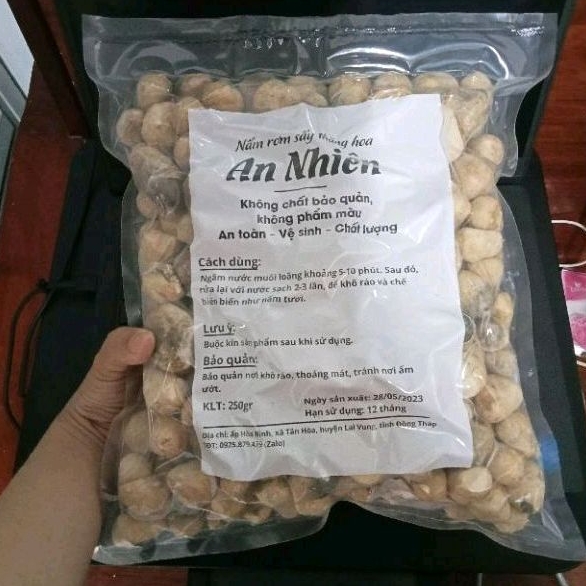 Nấm rơm sấy thăng hoa
An Nhiên
Không chất bảo quản,
không phẩm màu
An toàn - Vệ sinh - Chất lượng
Cách dùng:
Ngâm nước muối loãng khoảng 5-10 phút. Sau đó,
rửa lại với nước sạch 2-3 lần, để khô ráo và chế
biến biến như nấm tươi.
Lưu ý:
Buộc kín sản phẩm sau khi sử dụng.
Bảo quản:
Bảo quản nơi khô ráo, thoáng mát, tránh nơi ẩm
ướt.
KLT: 250gr
Ngày sản xuất: 28/05/2023
Hạn sử dụng: 12 tháng
Địa chỉ: ấp Hòa Bình, xã Tân Hòa, huyện Lai Vung, tỉnh Đồng Tháp
SĐT: (Zalo)